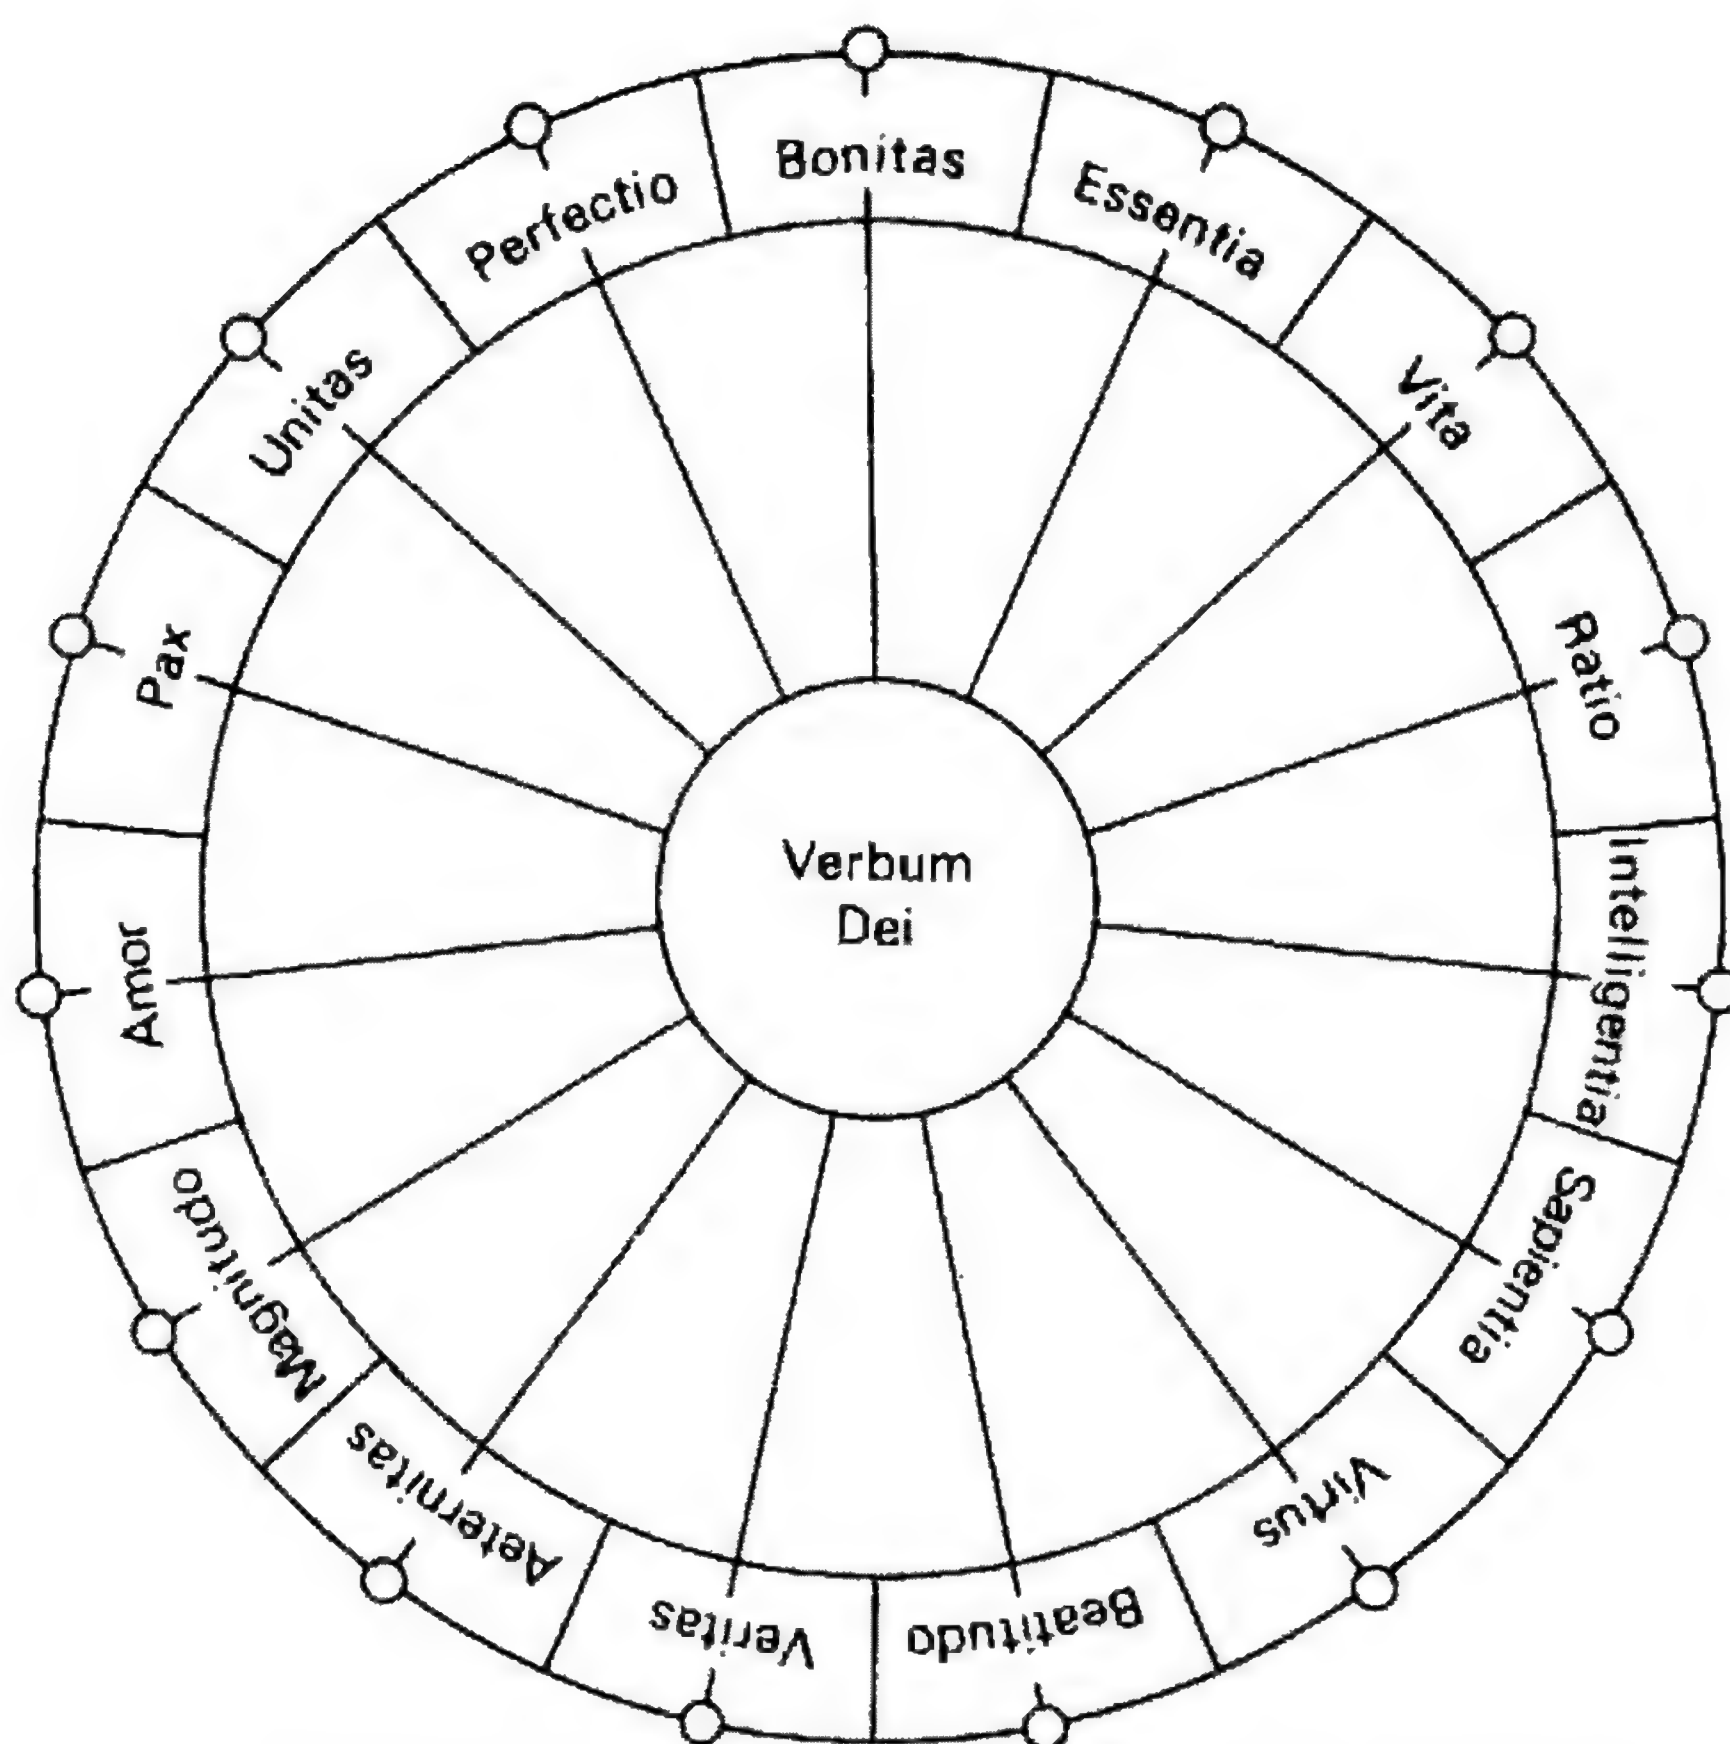 Bonitas
Essentia
Vita
Ratio
Intelligentia
Sapientia
Virtus
Beatitudo
Veritas
Aeternitas
Magnitudo
Amor
Pax
Unitas
Perfectio
Verbum
Dei